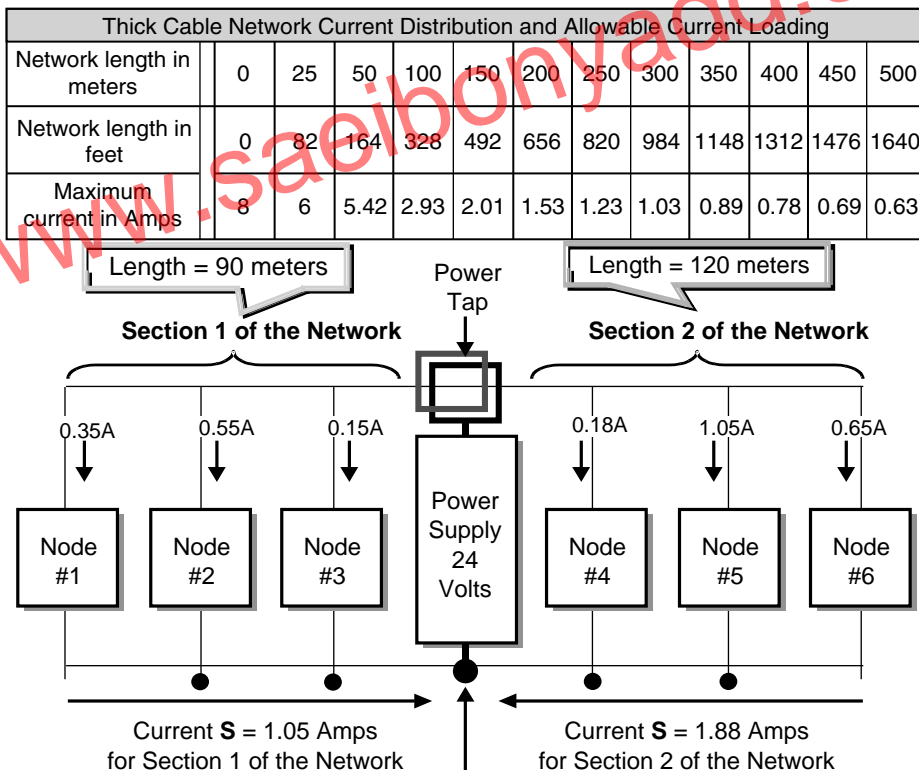 Thick Cable Network Current Distribution and Allowable Current Loading
Network length in meters 0 25 50 100 150 200 250 300 350 400 450 500
Network length in feet 0 82 164 328 492 656 820 984 1148 1312 1476 1640
Maximum current in Amps 8 6 5.42 2.93 2.01 1.53 1.23 1.03 0.89 0.78 0.69 0.63
www.saeibonyadd.c
Length = 90 meters
Power
Tap
Length = 120 meters
Section 1 of the Network
Section 2 of the Network
0.35A 0.55A 0.15A 0.18A 1.05A 0.65A
Node
#1
Node
#2
Node
#3
Power
Supply
24
Volts
Node
#4
Node
#5
Node
#6
Current S = 1.05 Amps
for Section 1 of the Network
Current S = 1.88 Amps
for Section 2 of the Network